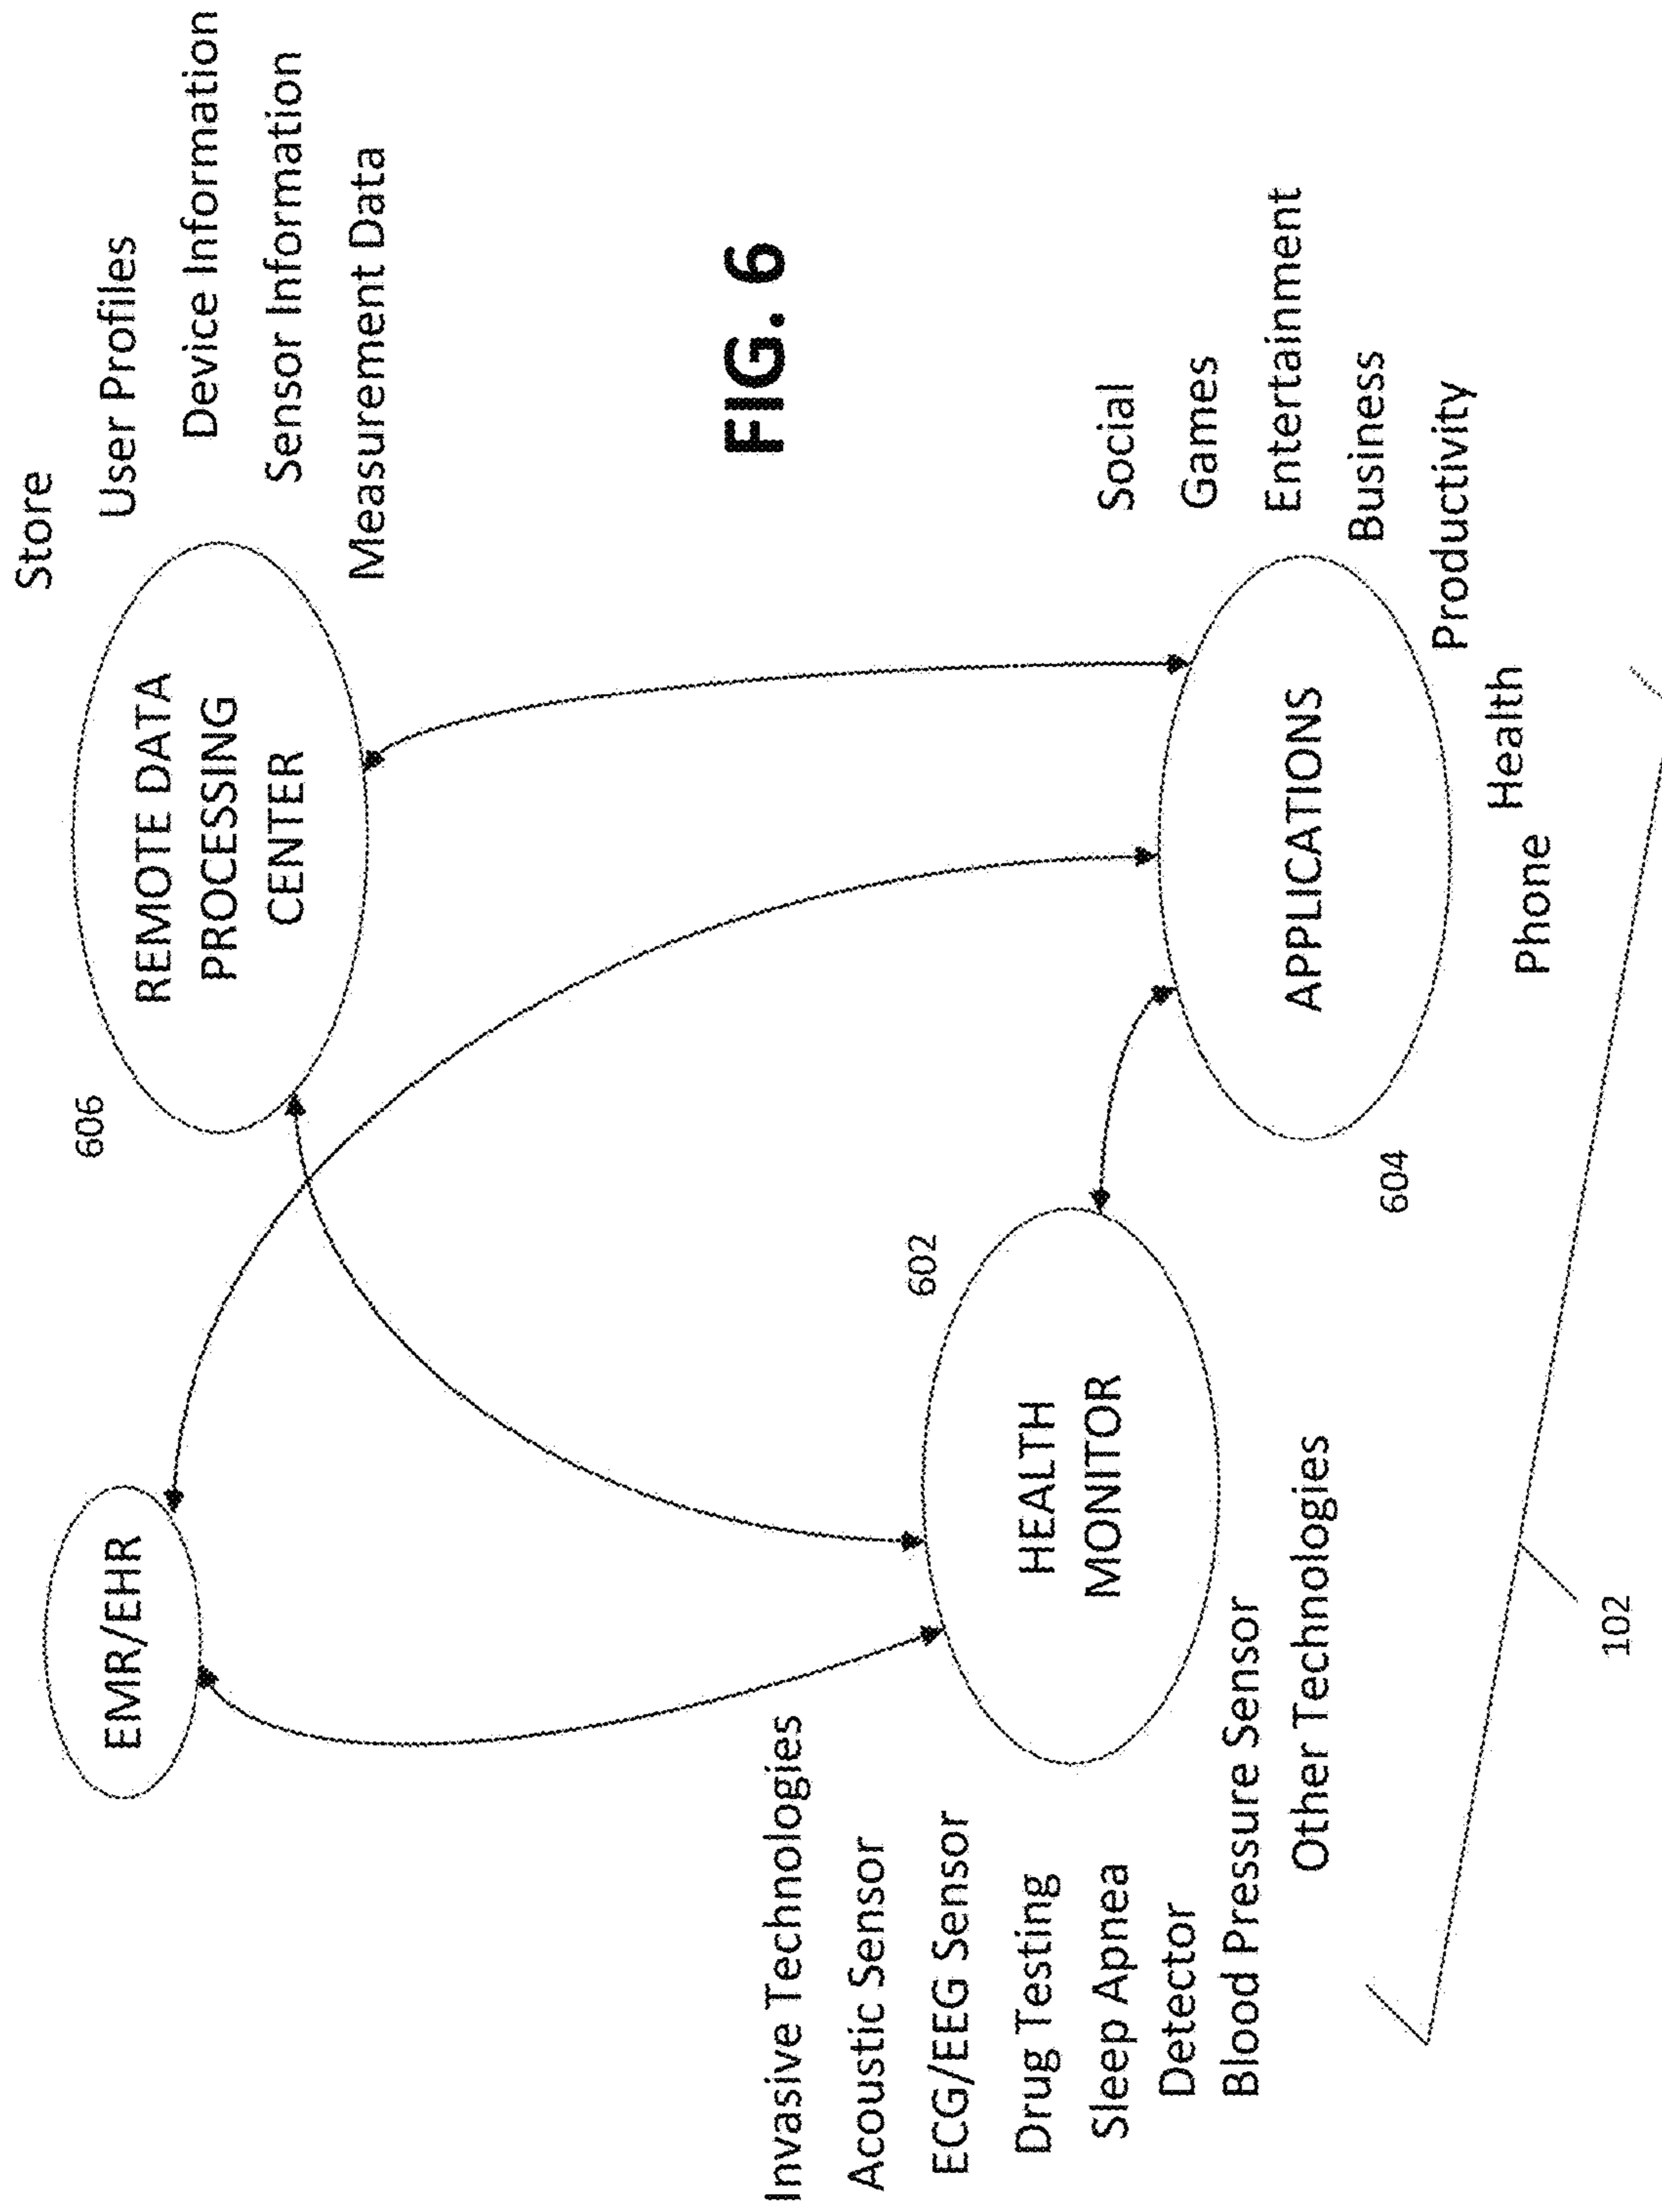 EMR/EHR
606
REMOTE DATA
PROCESSING
CENTER
Store
User Profiles
Device Information
Sensor Information
Measurement Data
FIG. 6
Invasive Technologies
Acoustic Sensor
ECG/EEG Sensor
Drug Testing
Sleep Apnea
Detector
Blood Pressure Sensor
Other Technologies
602
HEALTH
MONITOR
APPLICATIONS
604
Social
Games
Entertainment
Business
Productivity
Health
Phone
102